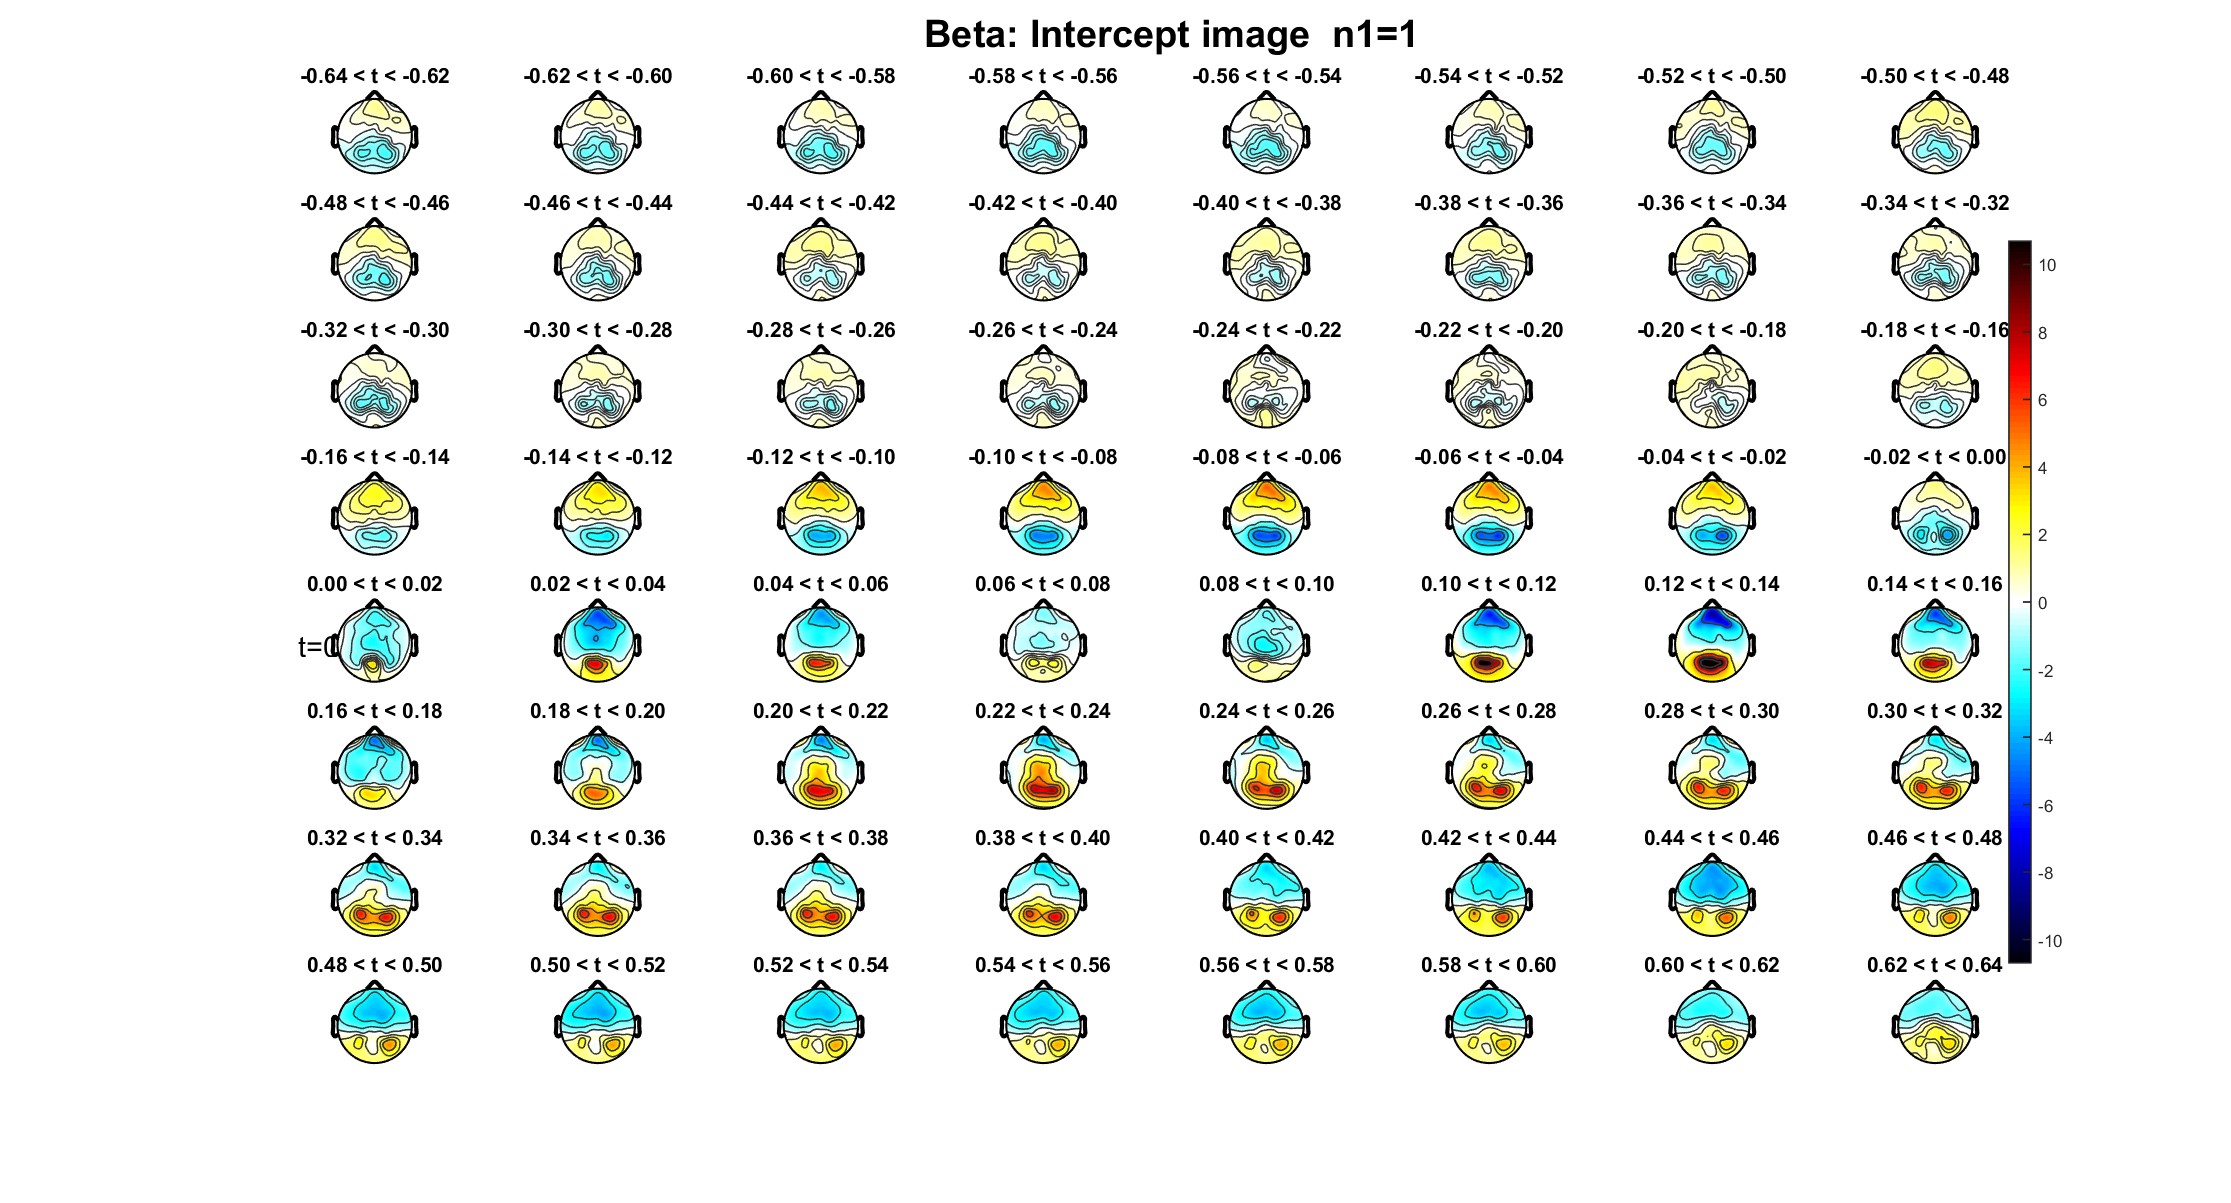 Beta: Intercept image  n1=1
-0.64 < t < -0.62 -0.62 < t < -0.60 -0.60 < t < -0.58 -0.58 < t < -0.56 -0.56 < t < -0.54 -0.54 < t < -0.52 -0.52 < t < -0.50 -0.50 < t < -0.48
-0.48 < t < -0.46 -0.46 < t < -0.44 -0.44 < t < -0.42 -0.42 < t < -0.40 -0.40 < t < -0.38 -0.38 < t < -0.36 -0.36 < t < -0.34 -0.34 < t < -0.32
10
-0.32 < t < -0.30 -0.30 < t < -0.28 -0.28 < t < -0.26 -0.26 < t < -0.24 -0.24 < t < -0.22 -0.22 < t < -0.20 -0.20 < t < -0.18 -0.18 < t < -0.16
8
6
-0.16 < t < -0.14 -0.14 < t < -0.12 -0.12 < t < -0.10 -0.10 < t < -0.08 -0.08 < t < -0.06 -0.06 < t < -0.04 -0.04 < t < -0.02 -0.02 < t < 0.00
4
2
0.00 < t < 0.02 0.02 < t < 0.04 0.04 < t < 0.06 0.06 < t < 0.08 0.08 < t < 0.10 0.10 < t < 0.12 0.12 < t < 0.14 0.14 < t < 0.16
0
t=0
-2
0.16 < t < 0.18 0.18 < t < 0.20 0.20 < t < 0.22 0.22 < t < 0.24 0.24 < t < 0.26 0.26 < t < 0.28 0.28 < t < 0.30 0.30 < t < 0.32
-4
-6
0.32 < t < 0.34 0.34 < t < 0.36 0.36 < t < 0.38 0.38 < t < 0.40 0.40 < t < 0.42 0.42 < t < 0.44 0.44 < t < 0.46 0.46 < t < 0.48
-8
-10
0.48 < t < 0.50 0.50 < t < 0.52 0.52 < t < 0.54 0.54 < t < 0.56 0.56 < t < 0.58 0.58 < t < 0.60 0.60 < t < 0.62 0.62 < t < 0.64